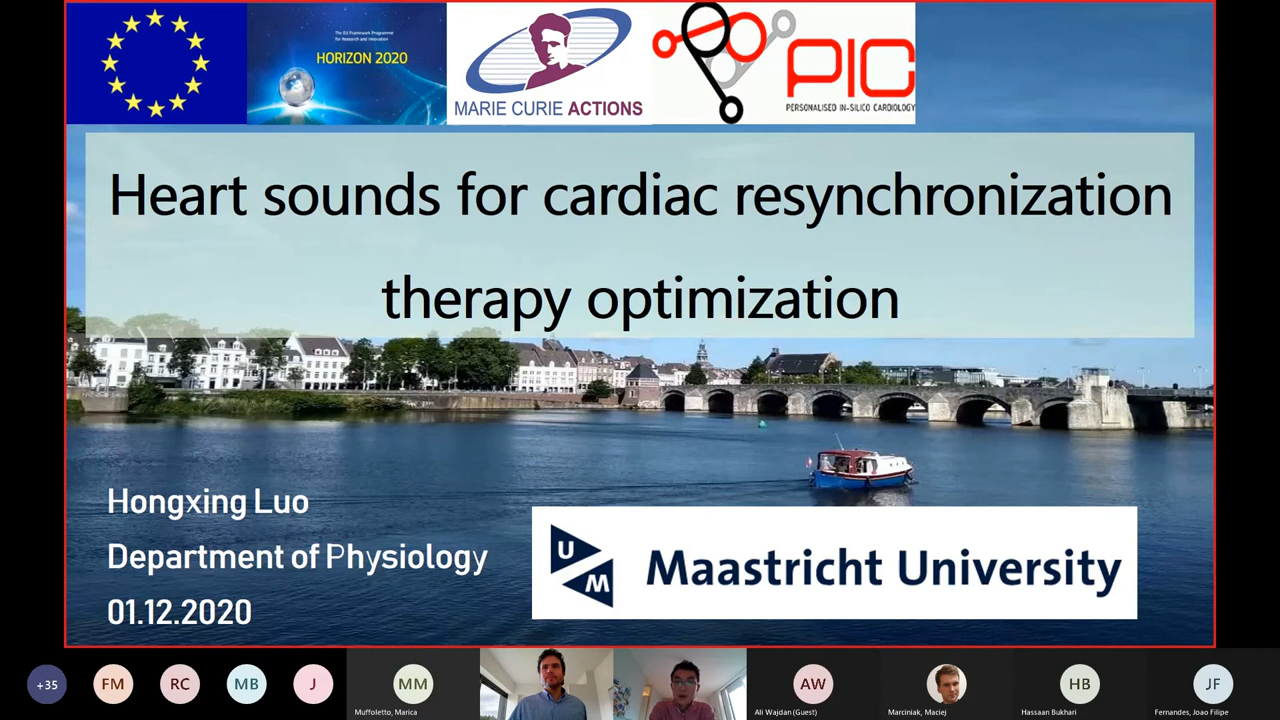 The EU Framework Programme
for Research and Innovation
HORIZON 2020
MARIE CURIE ACTIONS
PIC
PERSONALISED IN-SILICO CARDIOLOGY
Heart sounds for cardiac resynchronization
therapy optimization
Hongxing Luo
Department of Physiology
01.12.2020
U
M
Maastricht University
+35
FM
RC
MB
J
MM
Muffoletto, Marica
AW
Ali Wajdan (Guest)
Marciniak, Maciej
HB
Hassaan Bukhari
JF
Fernandes, Joao Filipe